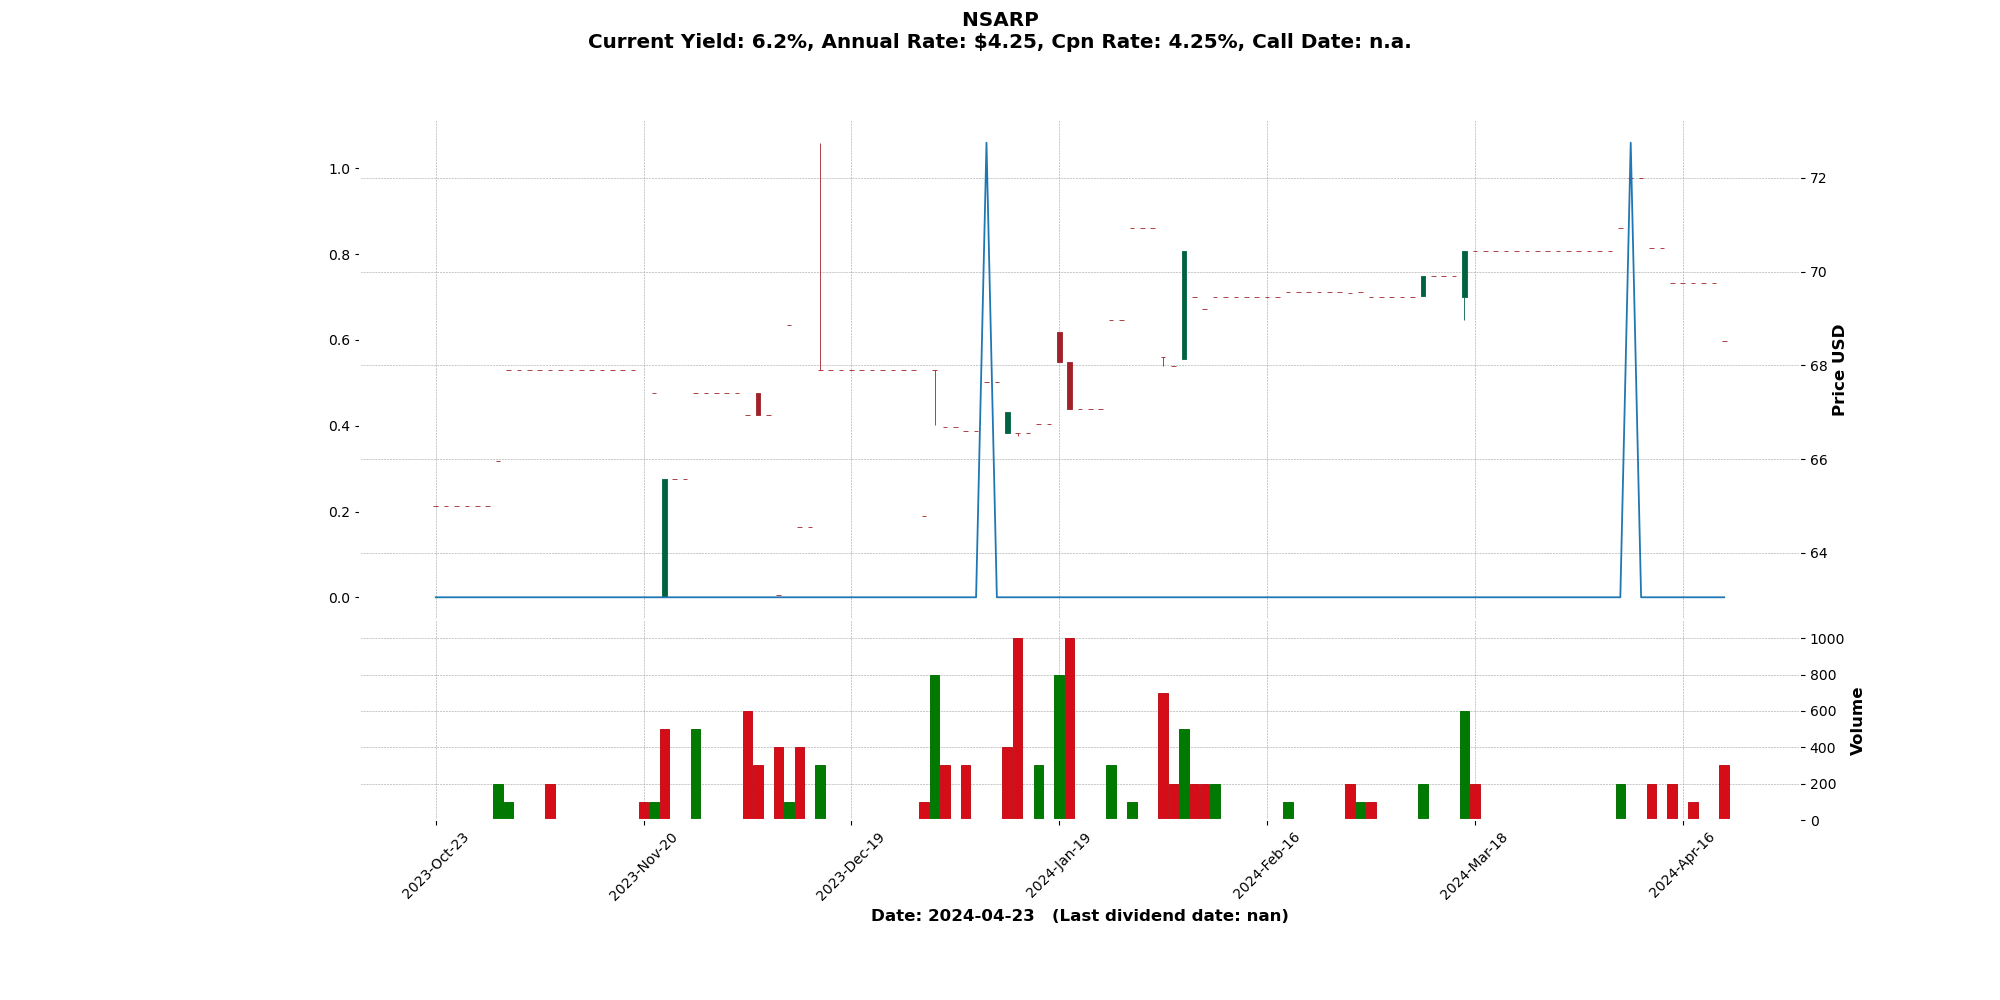 NSARP
Current Yield: 6.2%, Annual Rate: $4.25, Cpn Rate: 4.25%, Call Date: n.a.
1.0
0.8
0.6
0.4
0.2
0.0
72
70
68
66
64
Price USD
1000
800
600
400
200
0
Volume
2023-Oct-23
2023-Nov-20
2023-Dec-19
2024-Jan-19
2024-Feb-16
2024-Mar-18
2024-Apr-16
Date: 2024-04-23   (Last dividend date: nan)